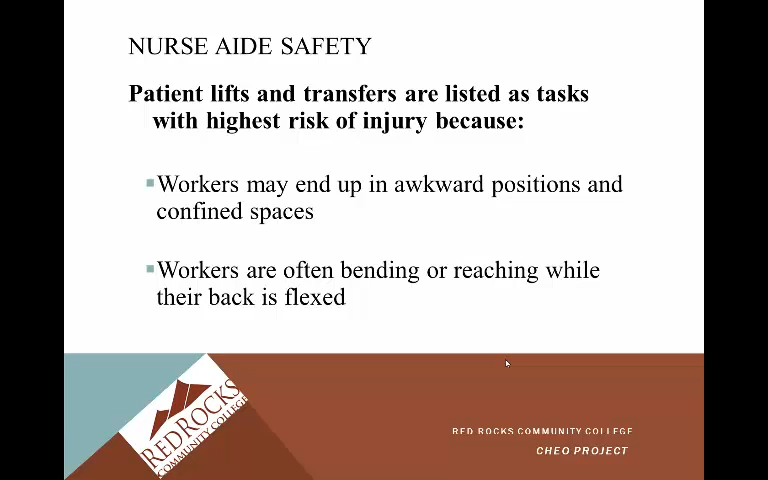 NURSE AIDE SAFETY
Patient lifts and transfers are listed as tasks
with highest risk of injury because:
Workers may end up in awkward positions and
confined spaces
Workers are often bending or reaching while
their back is flexed
RED ROCKS
COMMUNITY COLLEGE
RED ROCKS COMMUNITY COLLEGE
CHEO PROJECT